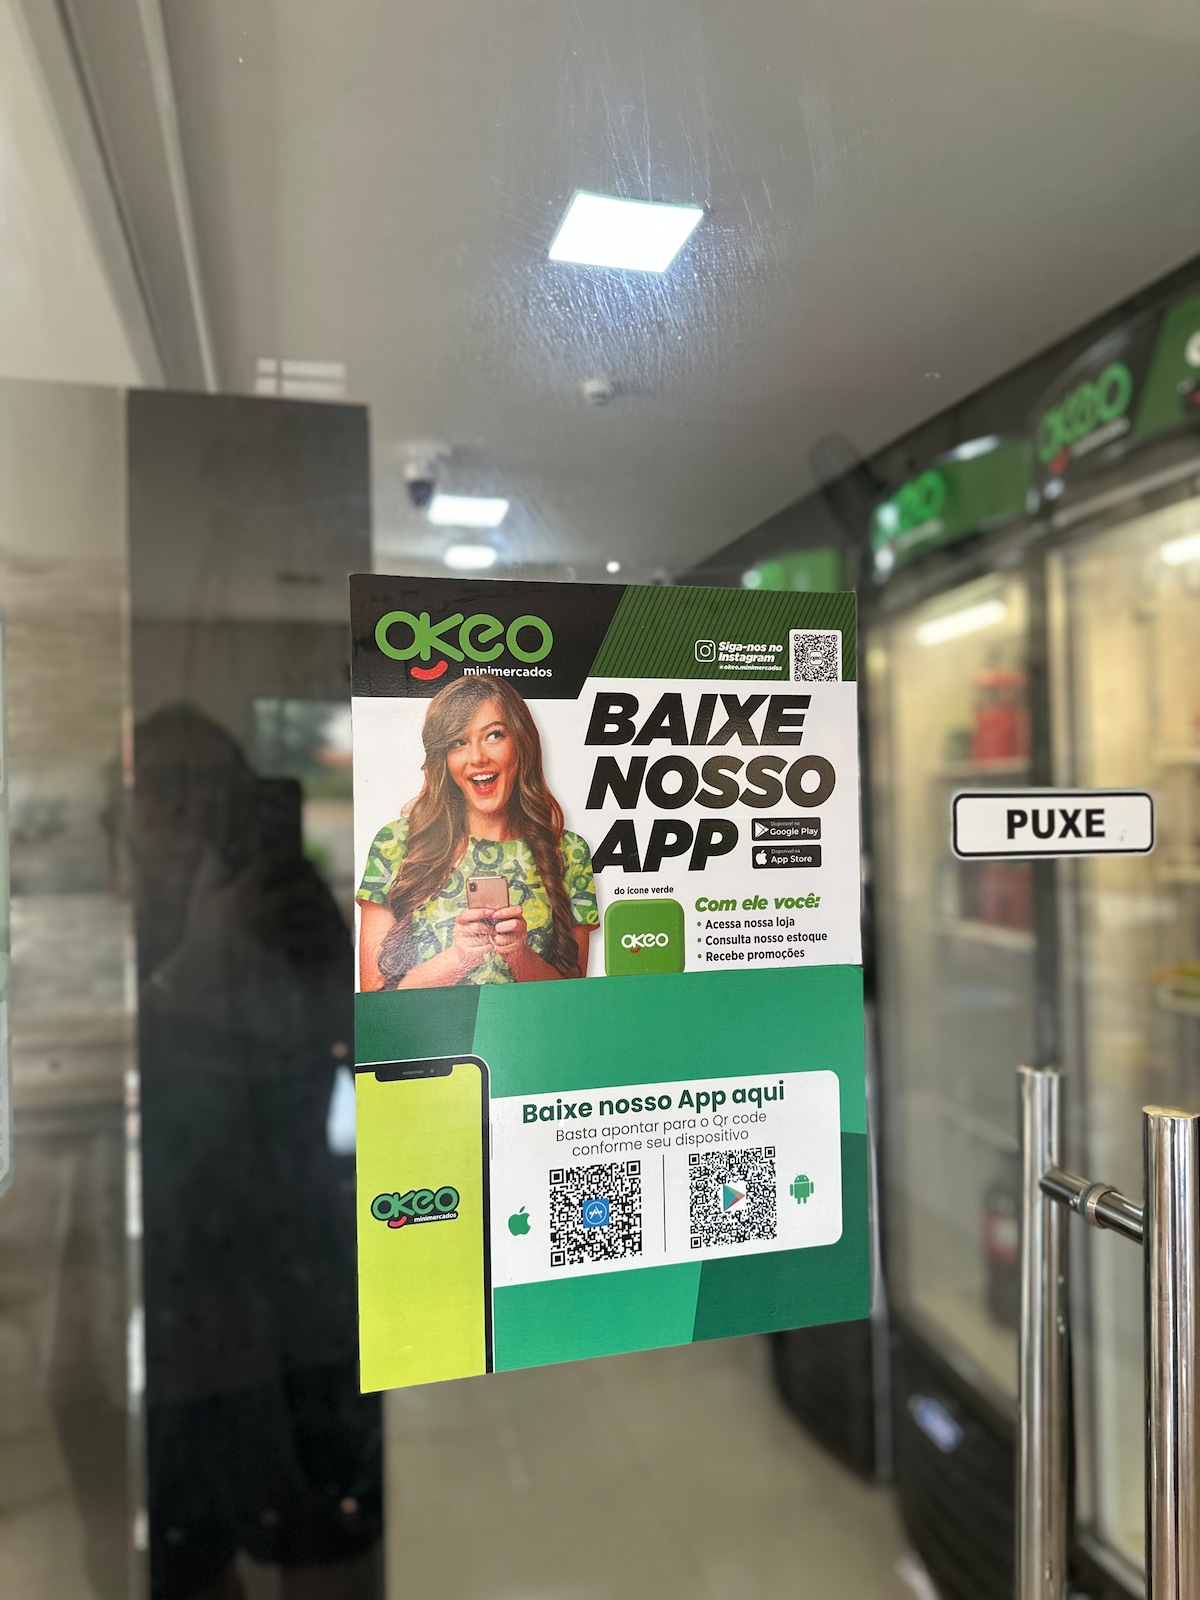 okeo
minimercados
Siga-nos no
Instagram
okeo.minimercados
BAIXE
NOSSO
APP
Disponível no
Google Play
Disponível na
App Store
do ícone verde
okeo
Com ele você:
• Acessa nossa loja
• Consulta nosso estoque
• Recebe promoções
PUXE
Baixe nosso App aqui
Basta apontar para o Qr code
conforme seu dispositivo
okeo
minimercados
okeo